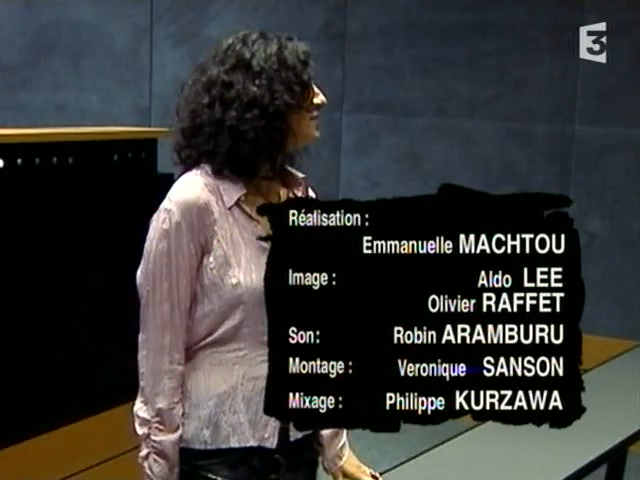 3
Réalisation :
Emmanuelle MACHTOU
Image : Aldo LEE
Olivier RAFFET
Son : Robin ARAMBURU
Montage : Veronique SANSON
Mixage : Philippe KURZAWA